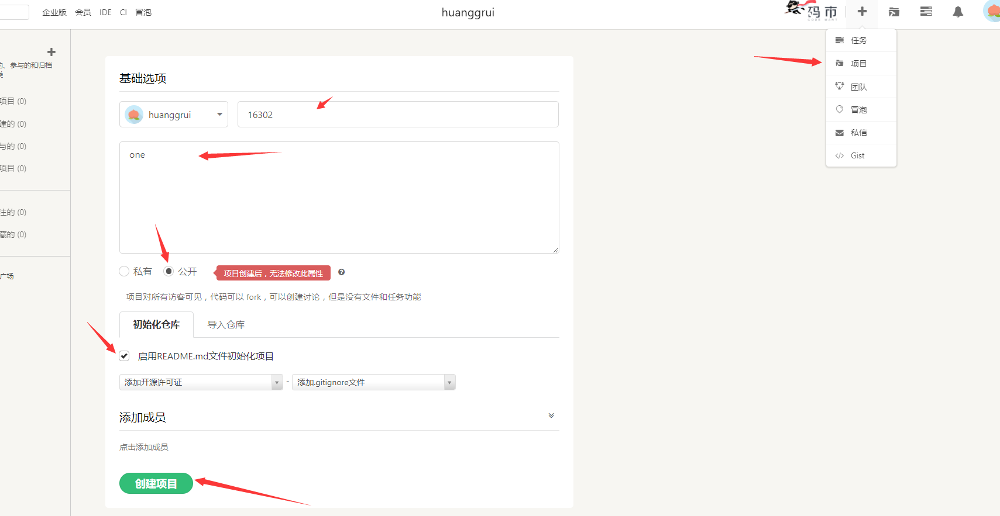 企业版 会员 IDE CI 冒泡
huanggrui
码市
CODE MART
任务
项目
团队
冒泡
私信
Gist
的、参与的和归档
类
项目 (0)
建的 (0)
与的 (0)
项目 (0)
注的 (0)
藏的 (0)
广场
基础选项
huanggrui
16302
one
私有 公开 项目创建后，无法修改此属性
项目对所有访客可见，代码可以 fork，可以创建讨论，但是没有文件和任务功能
初始化仓库 导入仓库
启用README.md文件初始化项目
添加开源许可证 - 添加.gitignore文件
添加成员
点击添加成员
创建项目